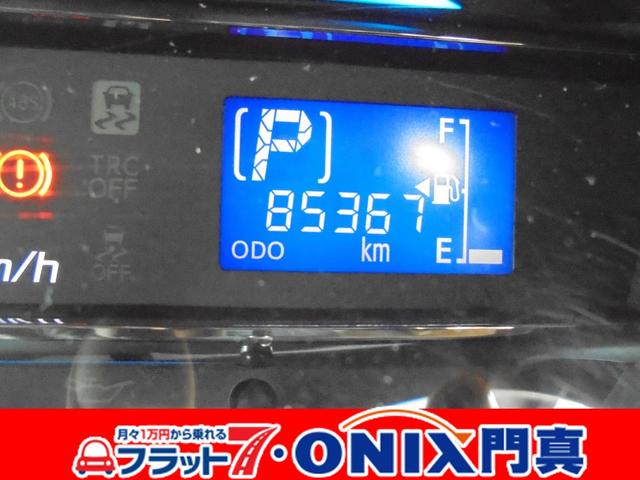 ABS
TRC
OFF
OFF
m/h
P
85367
ODO km
F
E
月々1万円から乗れる
フラット7・ONIX門真